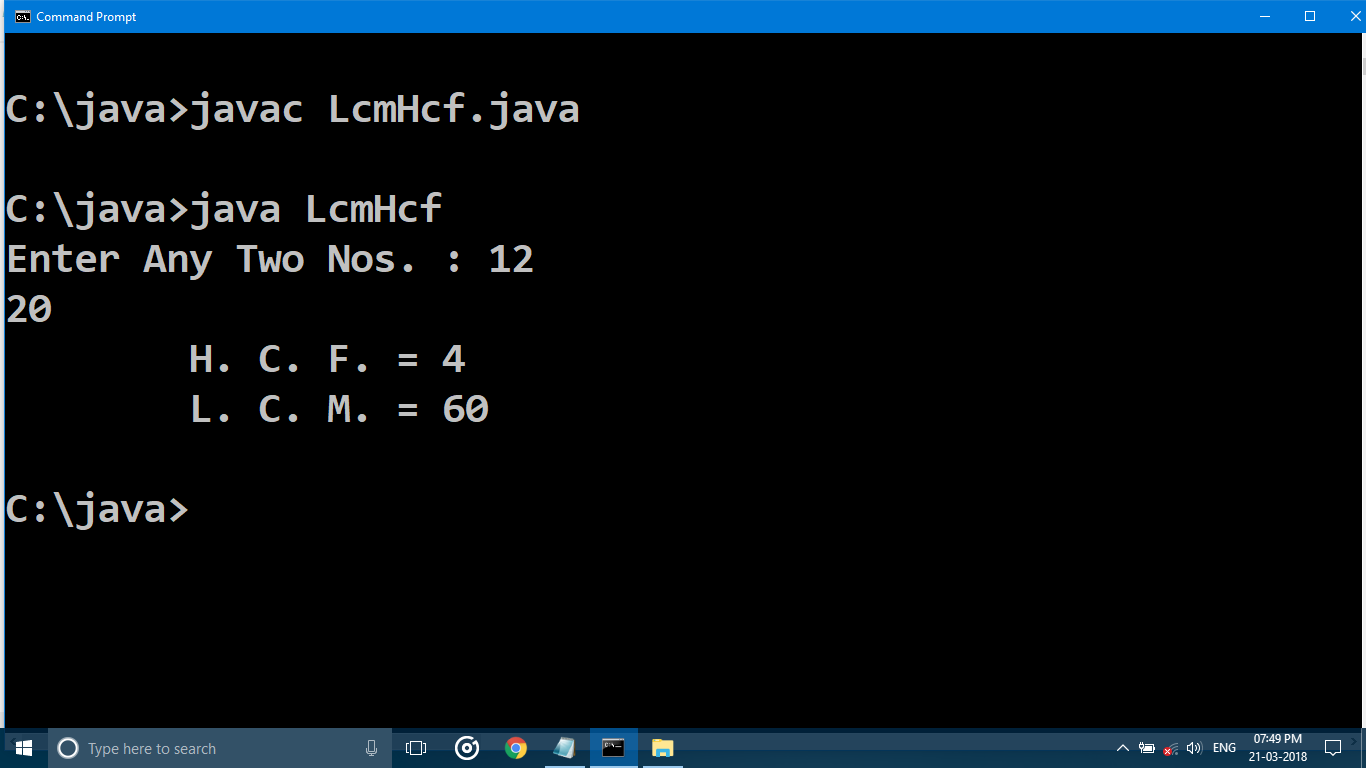 Command Prompt
C:\java>javac LcmHcf.java
C:\java>java LcmHcf
Enter Any Two Nos. : 12
20
H. C. F. = 4
L. C. M. = 60
C:\java>
Type here to search
ENG
07:49 PM
21-03-2018